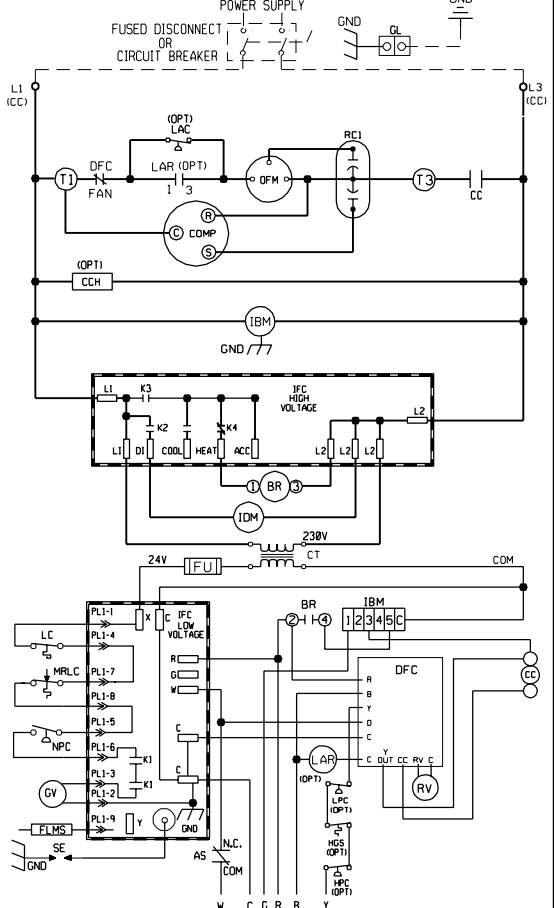 POWER SUPPLY
GND
FUSED DISCONNECT
OR
CIRCUIT BREAKER
GND
GL
L1
(CC)
L3
(CC)
(OPT)
LAC
RC1
T1
DFC
FAN
LAR (OPT)
1 3
OFM
T3
CC
R
C
COMP
S
(OPT)
CCH
IBM
GND
L1
K3
IFC
HIGH
VOLTAGE
L2
K2
K4
L1
D1
COOL
HEAT
ACC
L2
L2
L2
1
BR
3
IDM
230V
24V
FU
CT
COM
PL1-1
X
C
IFC
LOW
VOLTAGE
BR
2
4
IBM
1 2 3 4 5 C
LC
PL1-4
MRLC
PL1-7
R
G
W
DFC
CC
PL1-8
R
B
Y
D
C
PL1-5
NPC
C
PL1-6
K1
LAR
(OPT)
C
Y
OUT CC RV C
PL1-3
K1
C
GV
PL1-2
RV
LPC
(OPT)
PL1-9
Y
GND
FLMS
HGS
(OPT)
SE
GND
N.C.
AS
COM
HPC
(OPT)
W C G R B Y